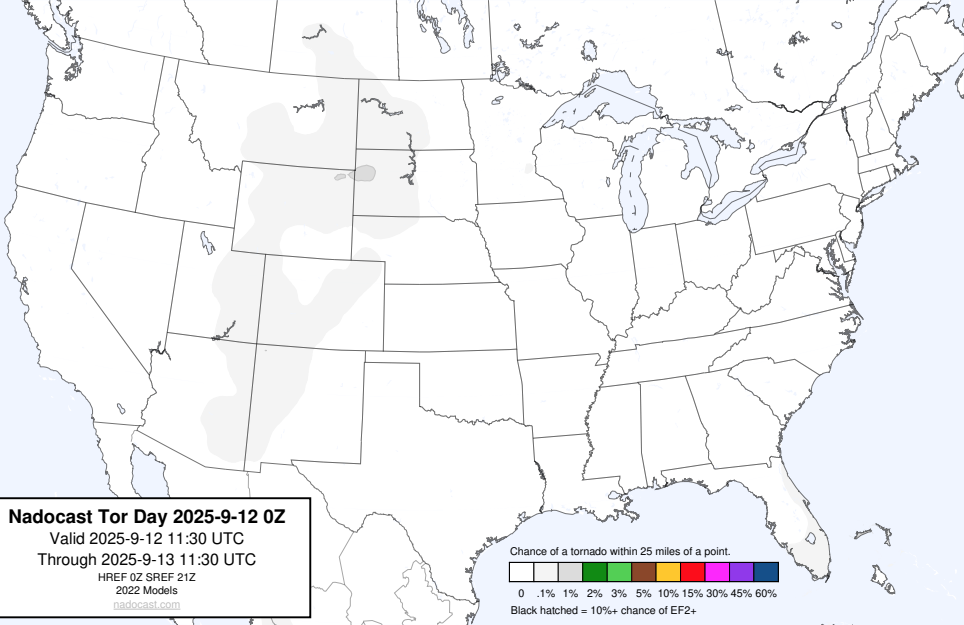 Nadocast Tor Day 2025-9-12 0Z
Valid 2025-9-12 11:30 UTC
Through 2025-9-13 11:30 UTC
HREF 0Z SREF 21Z
2022 Models
nadocast.com
Chance of a tornado within 25 miles of a point.
0 .1% 1% 2% 3% 5% 10% 15% 30% 45% 60%
Black hatched = 10%+ chance of EF2+